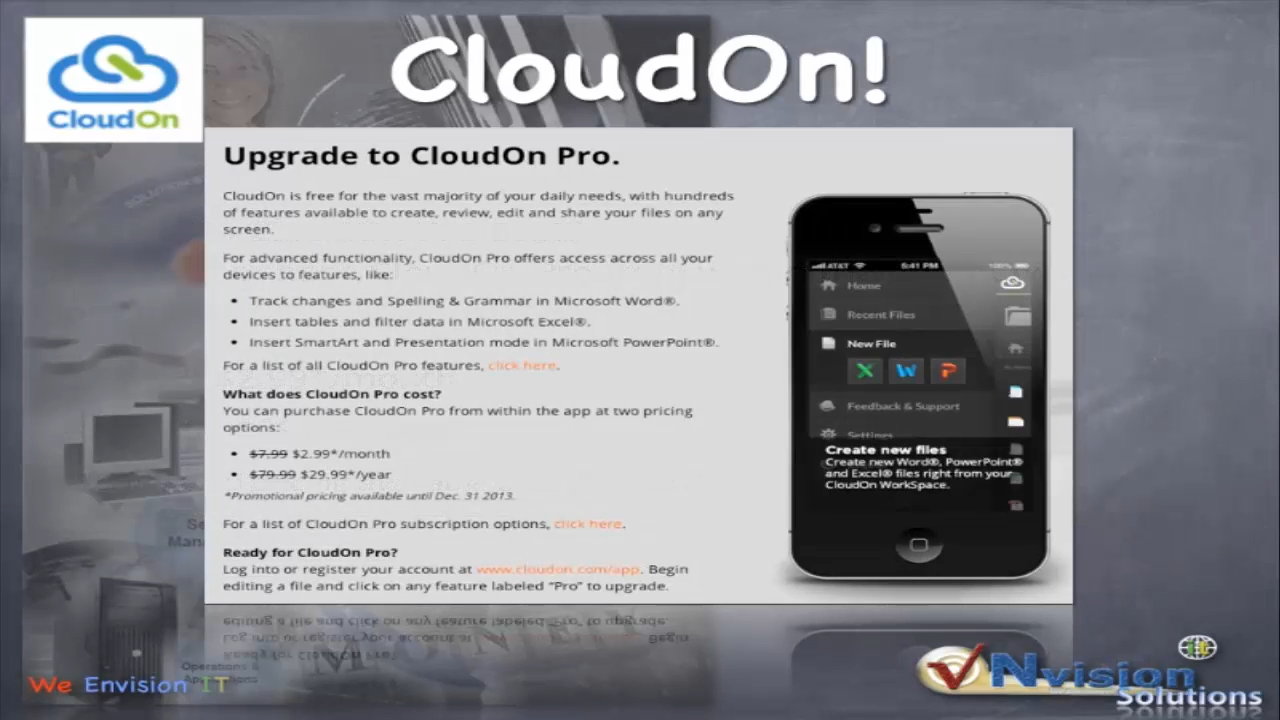 CloudOn!
CloudOn
Upgrade to CloudOn Pro.
CloudOn is free for the vast majority of your daily needs, with hundreds
of features available to create, review, edit and share your files on any
screen.
For advanced functionality, CloudOn Pro offers access across all your
devices to features, like:
• Track changes and Spelling & Grammar in Microsoft Word®.
• Insert tables and filter data in Microsoft Excel®.
• Insert SmartArt and Presentation mode in Microsoft PowerPoint®.
For a list of all CloudOn Pro features, click here.
What does CloudOn Pro cost?
You can purchase CloudOn Pro from within the app at two pricing
options:
• $7.99 $2.99*/month
• $79.99 $29.99*/year
*Promotional pricing available until Dec. 31 2013.
For a list of CloudOn Pro subscription options, click here.
Ready for CloudOn Pro?
Log into or register your account at www.cloudon.com/app. Begin
editing a file and click on any feature labeled “Pro” to upgrade.
AT&T 5:41 PM 100%
Home
Recent Files
New File
Feedback & Support
Settings
Create new files
Create new Word®, PowerPoint®
and Excel® files right from your
CloudOn WorkSpace.
Operations &
We Envision IT
Nvision
Solutions